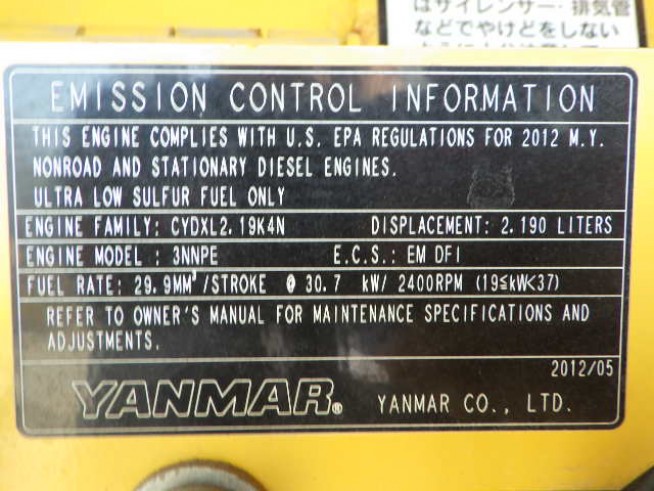 はサイレンサー・排気管
などでやけどをしない
EMISSION CONTROL INFORMATION
THIS ENGINE COMPLIES WITH U.S. EPA REGULATIONS FOR 2012 M.Y.
NONROAD AND STATIONARY DIESEL ENGINES.
ULTRA LOW SULFUR FUEL ONLY
ENGINE FAMILY: CYDXL2.19K4N DISPLACEMENT: 2.190 LITERS
ENGINE MODEL : 3NNPE E.C.S.: EM DFI
FUEL RATE: 29.9MM³/STROKE @ 30.7 kW/ 2400RPM (19≤kW<37)
REFER TO OWNER'S MANUAL FOR MAINTENANCE SPECIFICATIONS AND
ADJUSTMENTS.
2012/05
YANMAR® YANMAR CO., LTD.